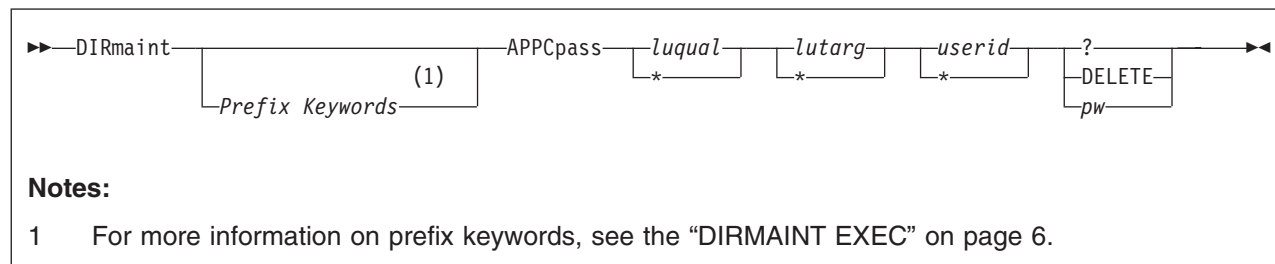 DIRmaint APPCpass luqual lutarg userid ?
(1) * * * DELETE
Prefix Keywords pw
Notes:
1 For more information on prefix keywords, see the “DIRMAINT EXEC” on page 6.